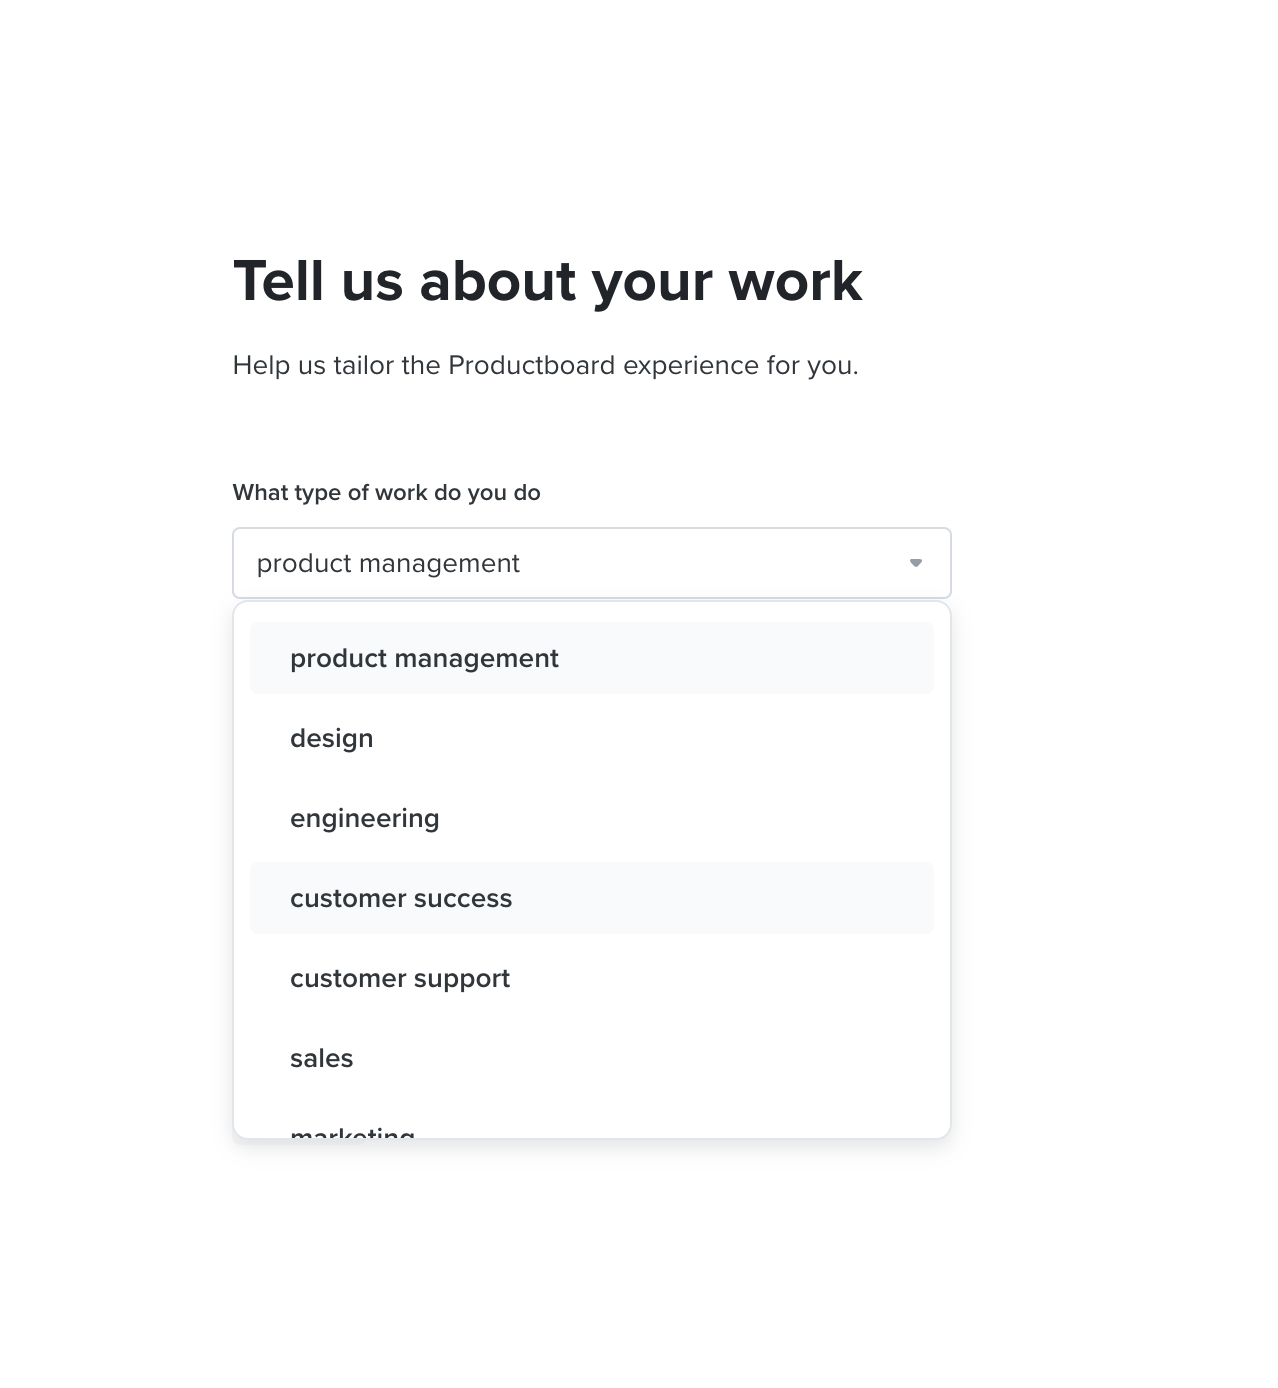 Tell us about your work
Help us tailor the Productboard experience for you.
What type of work do you do
product management
product management
design
engineering
customer success
customer support
sales
marketing